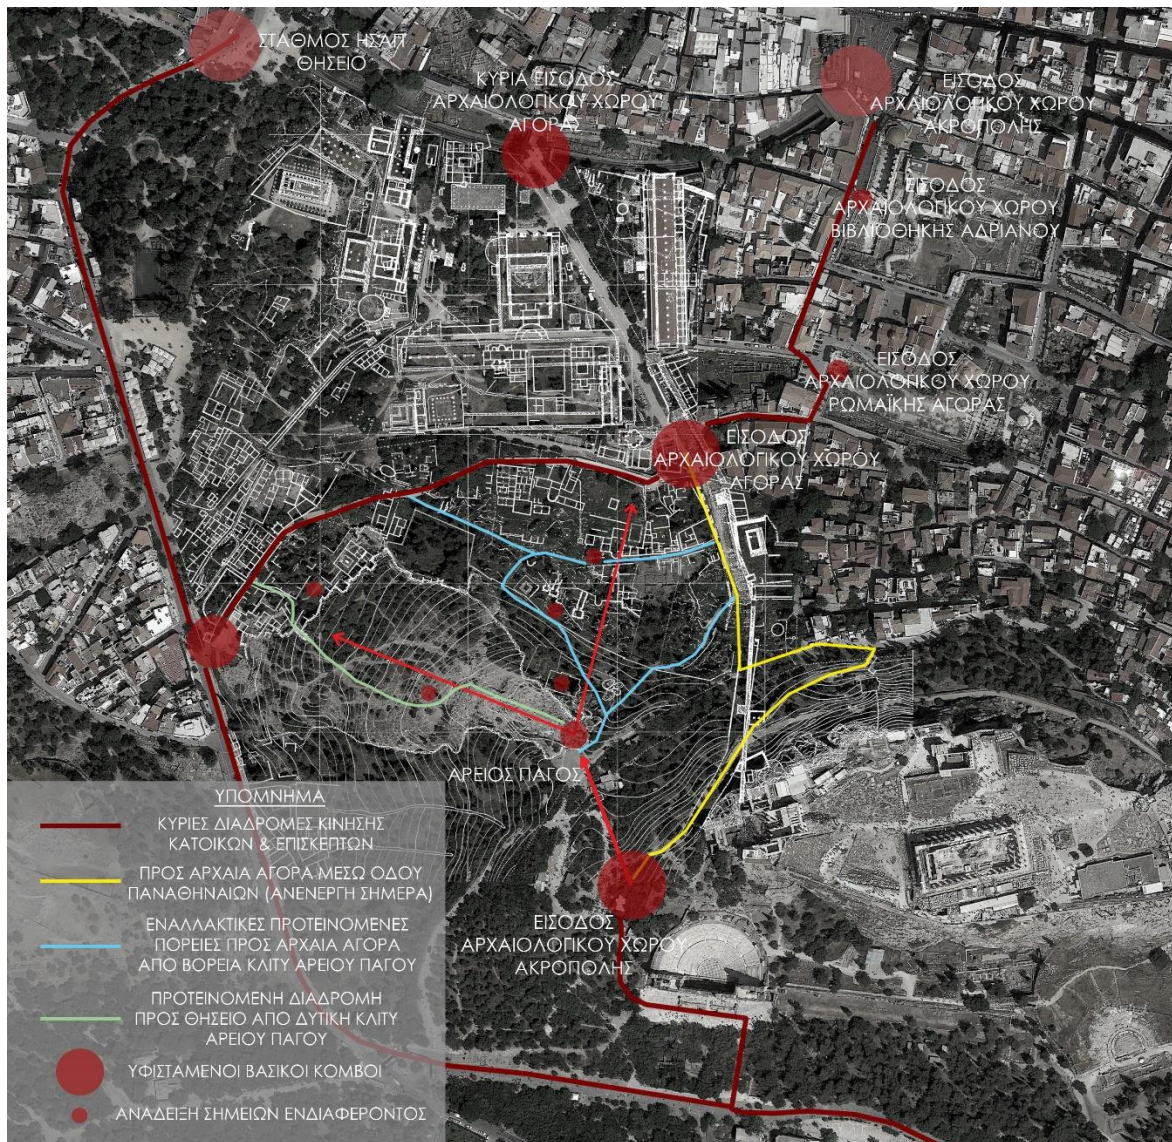 ΣΤΑΘΜΟΣ ΗΣΑΠ
ΘΗΣΕΙΟ
ΚΥΡΙΑ ΕΙΣΟΔΟΣ
ΑΡΧΑΙΟΛΟΓΙΚΟΥ ΧΩΡΟΥ
ΑΓΟΡΑΣ
ΕΙΣΟΔΟΣ
ΑΡΧΑΙΟΛΟΓΙΚΟΥ ΧΩΡΟΥ
ΑΚΡΟΠΟΛΗΣ
ΕΙΣΟΔΟΣ
ΑΡΧΑΙΟΛΟΓΙΚΟΥ ΧΩΡΟΥ
ΒΙΒΛΙΟΘΗΚΗΣ ΑΔΡΙΑΝΟΥ
ΕΙΣΟΔΟΣ
ΑΡΧΑΙΟΛΟΓΙΚΟΥ ΧΩΡΟΥ
ΡΩΜΑΪΚΗΣ ΑΓΟΡΑΣ
ΕΙΣΟΔΟΣ
ΑΡΧΑΙΟΛΟΓΙΚΟΥ ΧΩΡΟΥ
ΑΓΟΡΑΣ
ΑΡΕΙΟΣ ΠΑΓΟΣ
ΕΙΣΟΔΟΣ
ΑΡΧΑΙΟΛΟΓΙΚΟΥ ΧΩΡΟΥ
ΑΚΡΟΠΟΛΗΣ
ΥΠΟΜΝΗΜΑ
ΚΥΡΙΕΣ ΔΙΑΔΡΟΜΕΣ ΚΙΝΗΣΗΣ
ΚΑΤΟΙΚΩΝ & ΕΠΙΣΚΕΠΤΩΝ
ΠΡΟΣ ΑΡΧΑΙΑ ΑΓΟΡΑ ΜΕΣΩ ΟΔΟΥ
ΠΑΝΑΘΗΝΑΙΩΝ (ΑΝΕΝΕΡΓΗ ΣΗΜΕΡΑ)
ΕΝΑΛΛΑΚΤΙΚΕΣ ΠΡΟΤΕΙΝΟΜΕΝΕΣ
ΠΟΡΕΙΕΣ ΠΡΟΣ ΑΡΧΑΙΑ ΑΓΟΡΑ
ΑΠΟ ΒΟΡΕΙΑ ΚΛΙΤΥ ΑΡΕΙΟΥ ΠΑΓΟΥ
ΠΡΟΤΕΙΝΟΜΕΝΗ ΔΙΑΔΡΟΜΗ
ΠΡΟΣ ΘΗΣΕΙΟ ΑΠΟ ΔΥΤΙΚΗ ΚΛΙΤΥ
ΑΡΕΙΟΥ ΠΑΓΟΥ
ΥΦΙΣΤΑΜΕΝΟΙ ΒΑΣΙΚΟΙ ΚΟΜΒΟΙ
ΑΝΑΔΕΙΞΗ ΣΗΜΕΙΩΝ ΕΝΔΙΑΦΕΡΟΝΤΟΣ